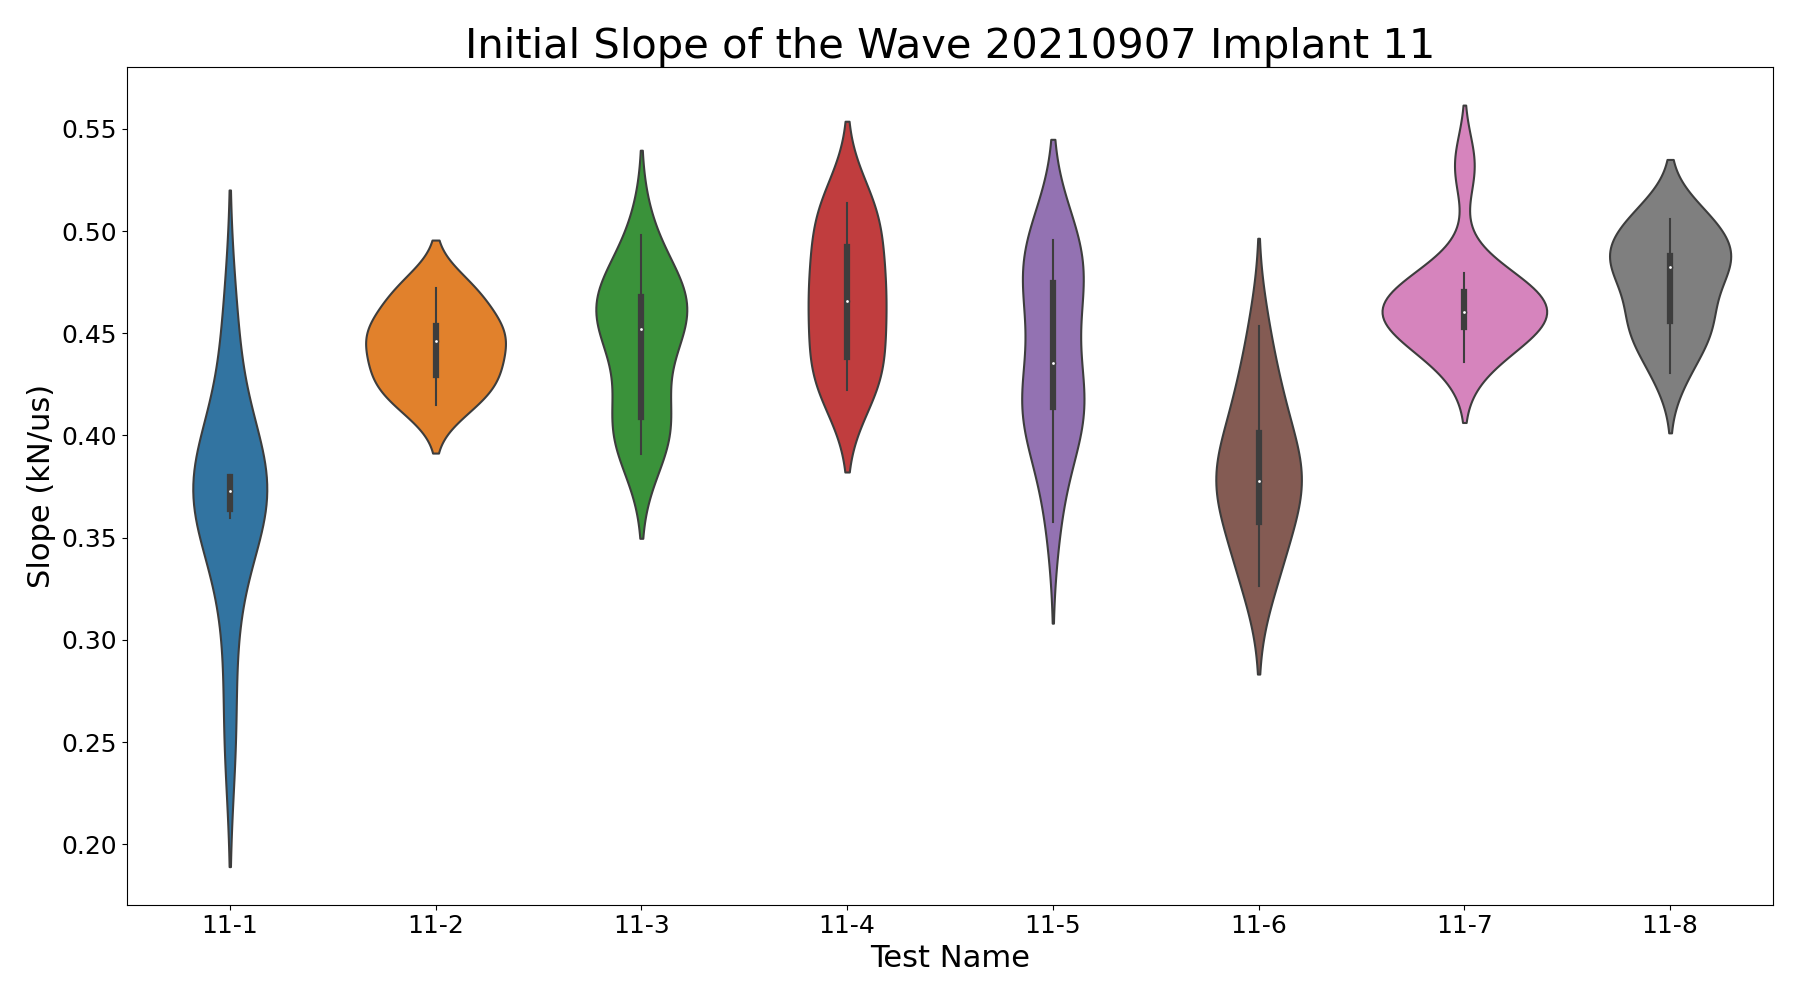 Initial Slope of the Wave 20210907 Implant 11
Slope (kN/us)
0.55
0.50
0.45
0.40
0.35
0.30
0.25
0.20
11-1 11-2 11-3 11-4 11-5 11-6 11-7 11-8
Test Name